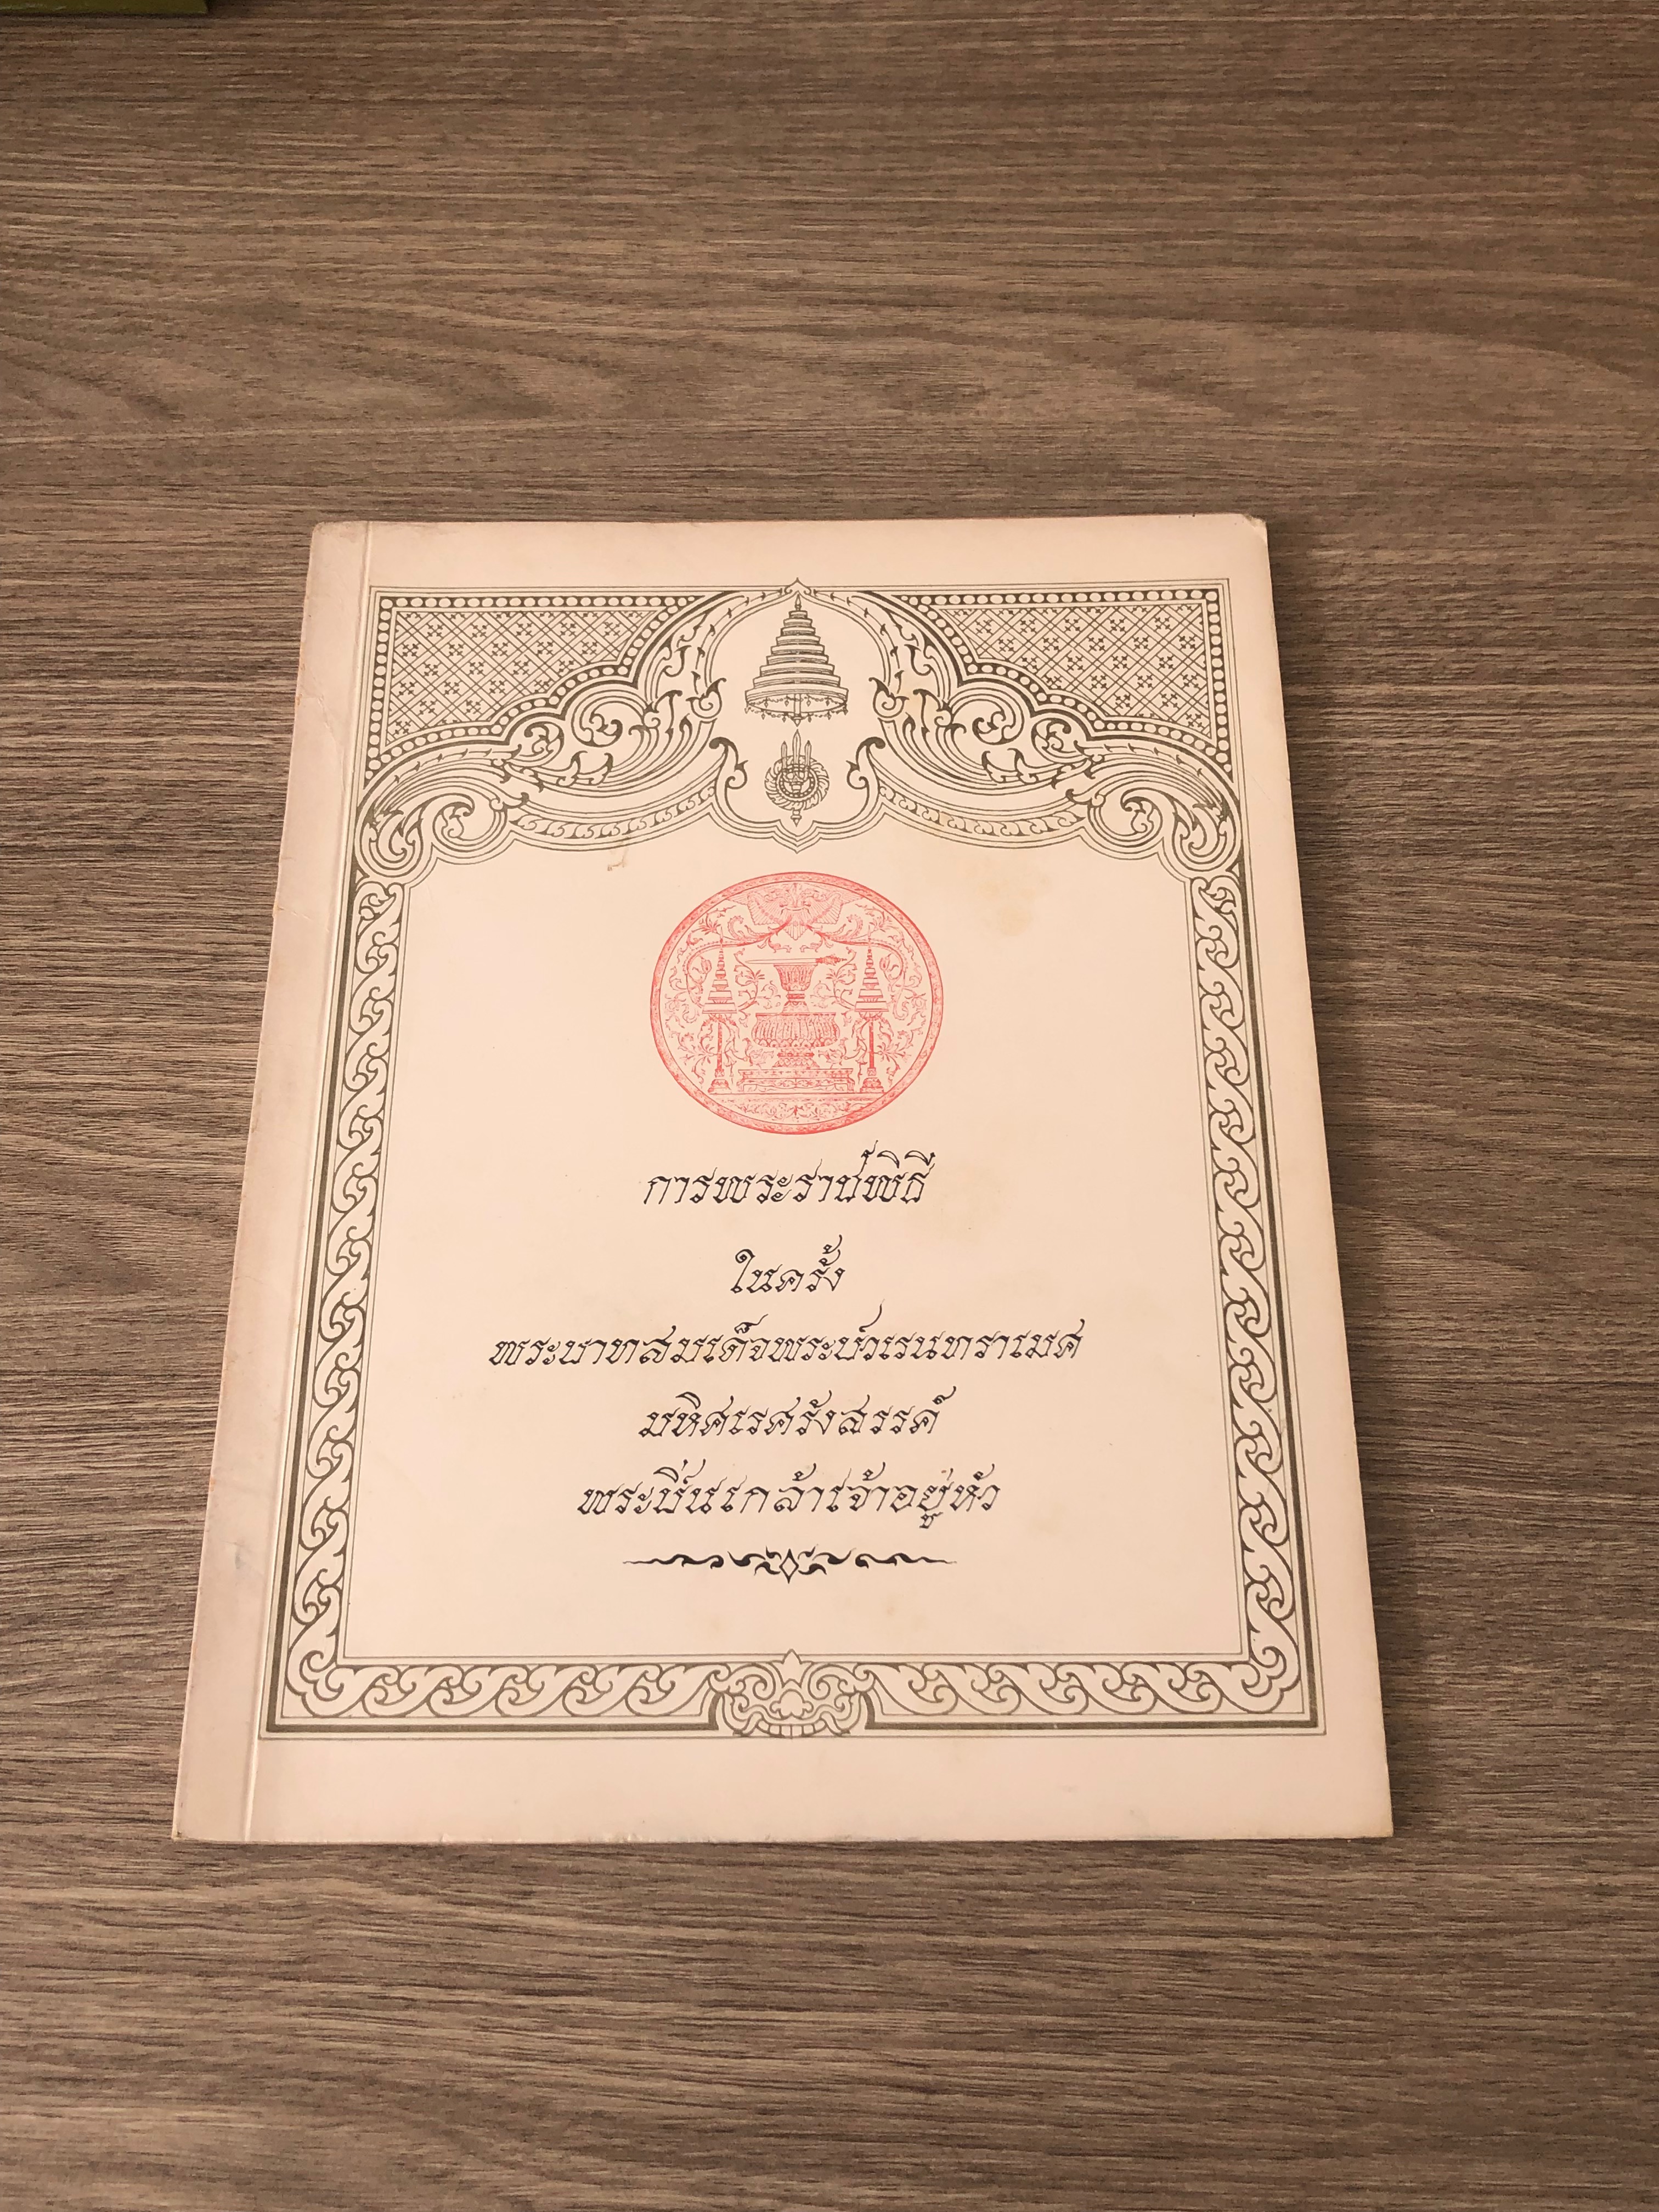 การพระราชพิธี
ในครั้ง
พระบาทสมเด็จพระปวเรนทราเมศ
มหิศเรศรังสรรค์
พระปิ่นเกล้าเจ้าอยู่หัว